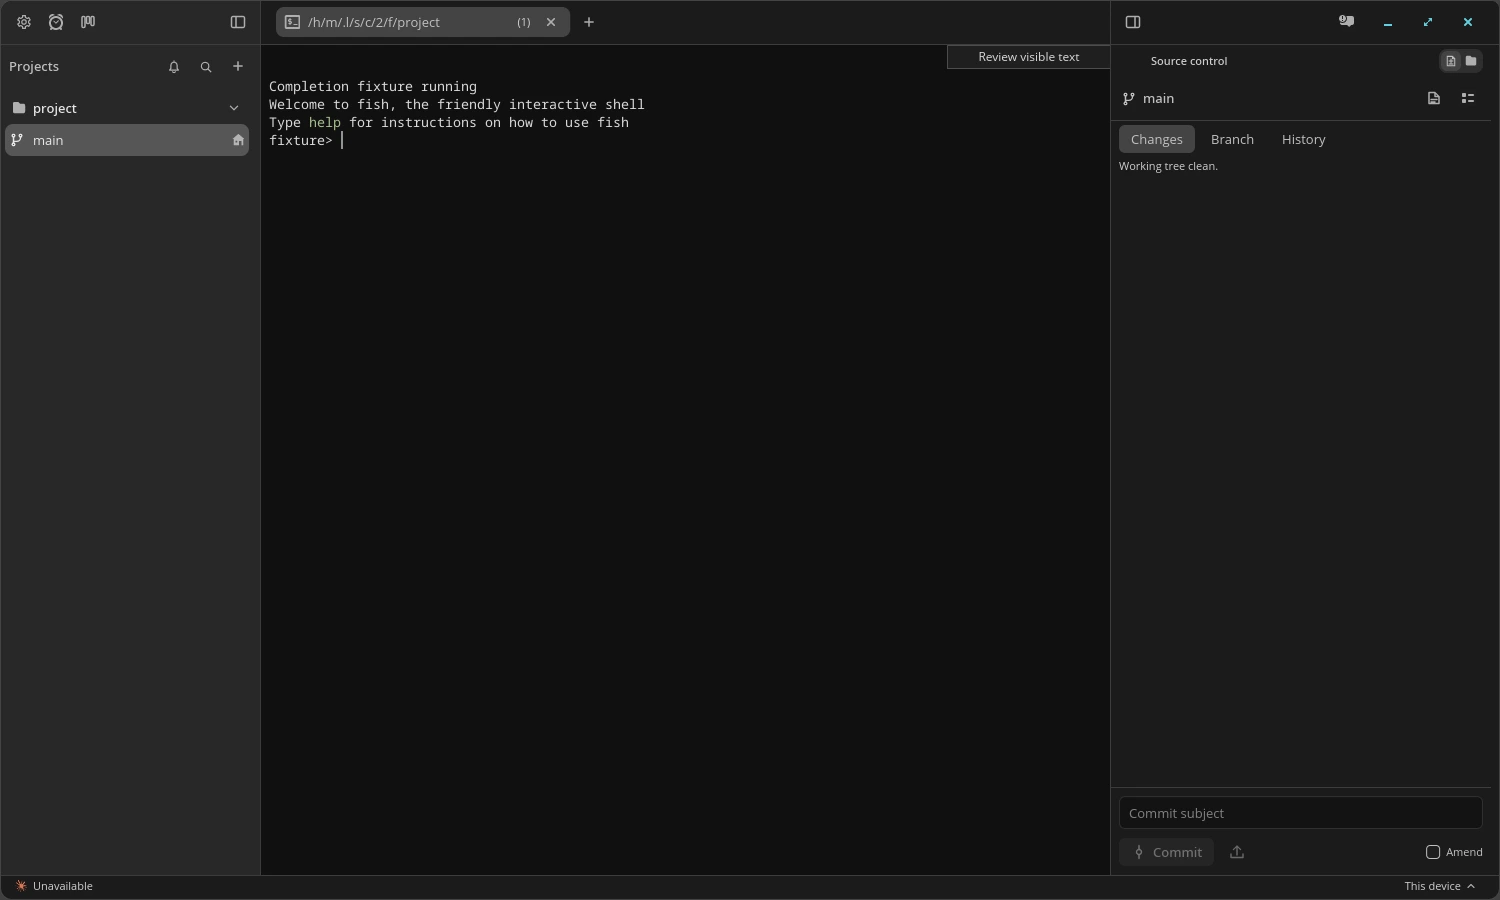 /h/m/.l/s/c/2/f/project (1)
Projects
project
main
Review visible text
Completion fixture running
Welcome to fish, the friendly interactive shell
Type help for instructions on how to use fish
fixture>
Source control
main
Changes Branch History
Working tree clean.
Commit subject
Commit
Amend
Unavailable
This device